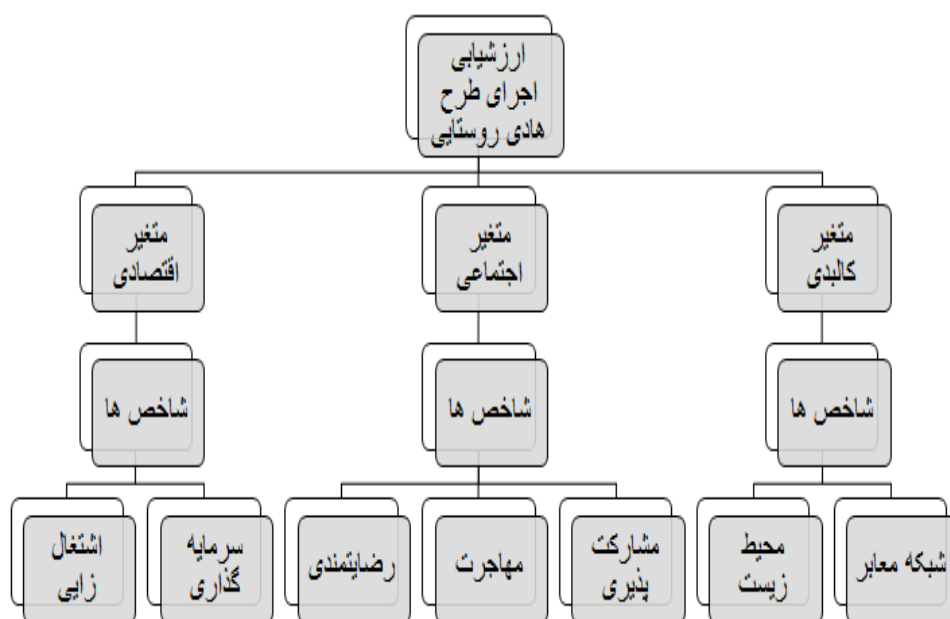 ارزشیابی
اجرای طرح
هادی روستایی
متغیر
کالبدی
متغیر
اجتماعی
متغیر
اقتصادی
شاخص ها
شاخص ها
شاخص ها
شبکه معابر
محیط
زیست
مشارکت
پذیری
مهاجرت
رضایتمندی
سرمایه
گذاری
اشتغال
زایی